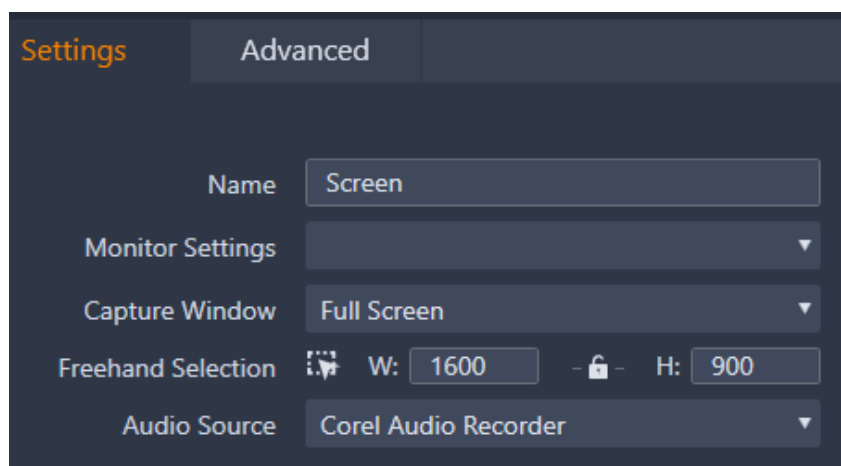 Settings Advanced
Name Screen
Monitor Settings
Capture Window Full Screen
Freehand Selection W: 1600 H: 900
Audio Source Corel Audio Recorder